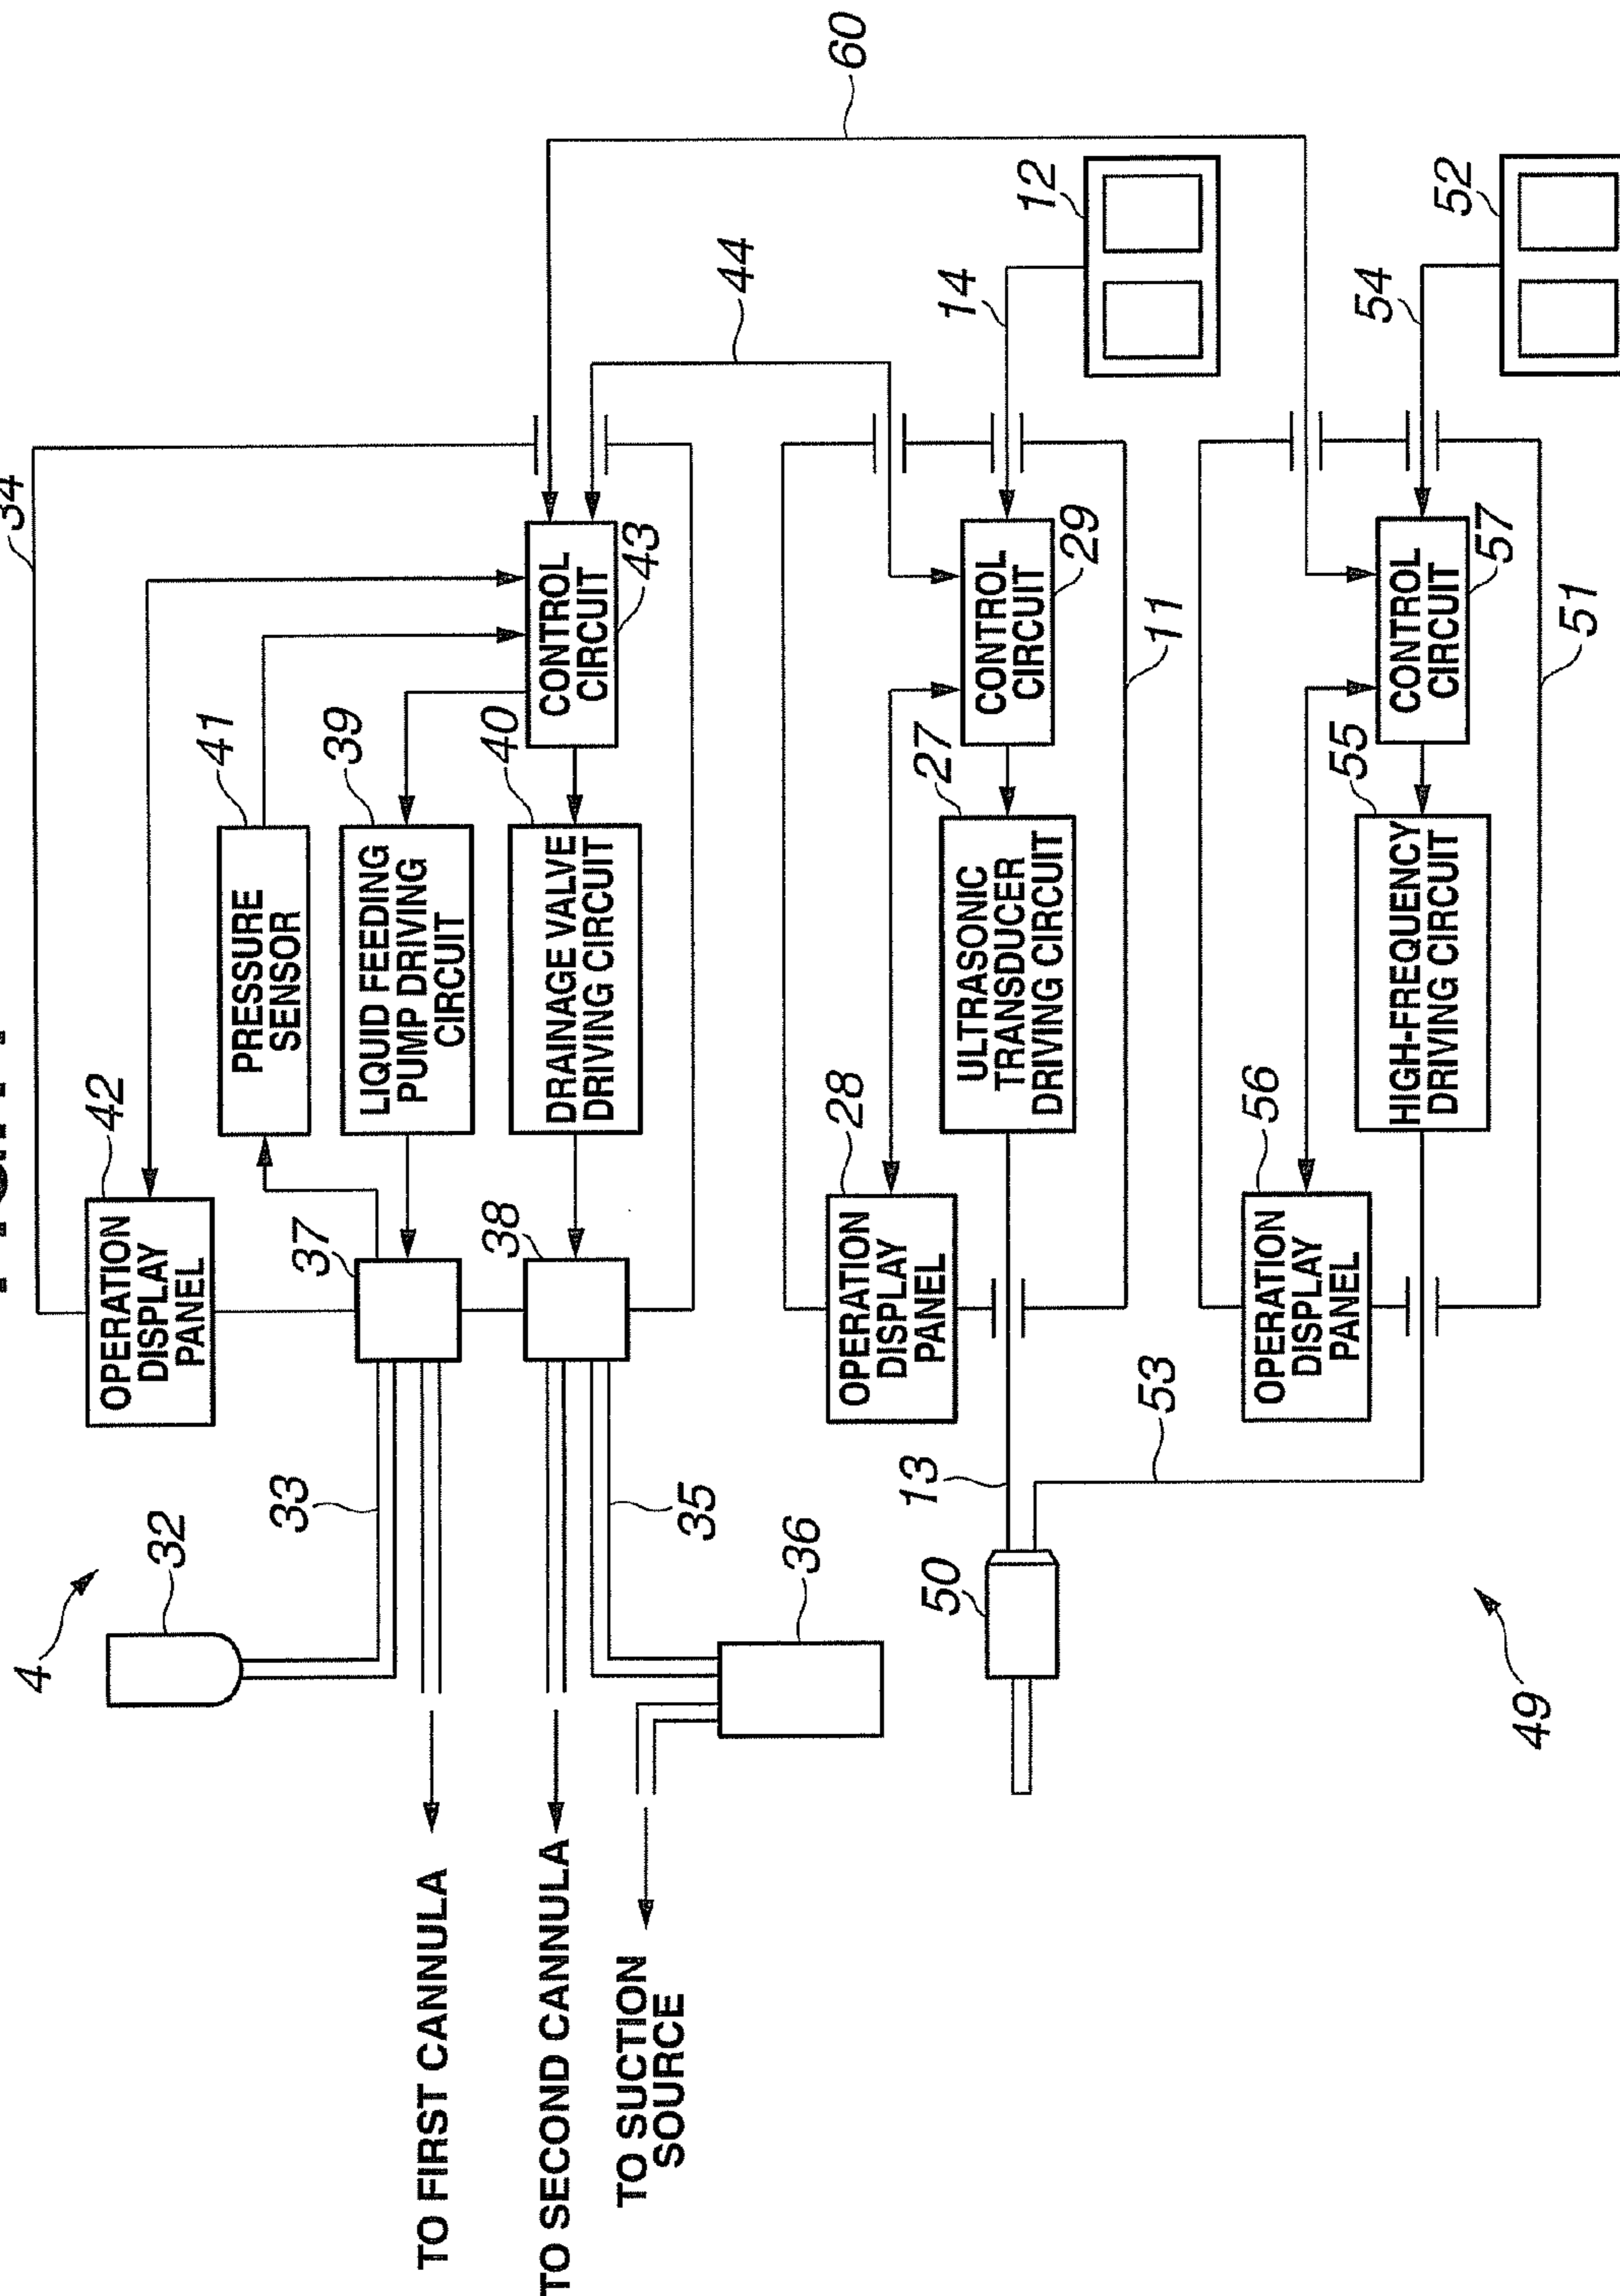 34
4
32
33
42
OPERATION
DISPLAY
PANEL
41
PRESSURE
SENSOR
37
39
LIQUID FEEDING
PUMP DRIVING
CIRCUIT
38
40
DRAINAGE VALVE
DRIVING CIRCUIT
CONTROL
CIRCUIT
43
TO FIRST CANNULA
TO SECOND CANNULA
TO SUCTION
SOURCE
35
36
44
60
28
OPERATION
DISPLAY
PANEL
27
ULTRASONIC
TRANSDUCER
DRIVING CIRCUIT
CONTROL
CIRCUIT
29
14
12
50
13
11
53
56
OPERATION
DISPLAY
PANEL
55
HIGH-FREQUENCY
DRIVING CIRCUIT
CONTROL
CIRCUIT
57
54
52
49
51